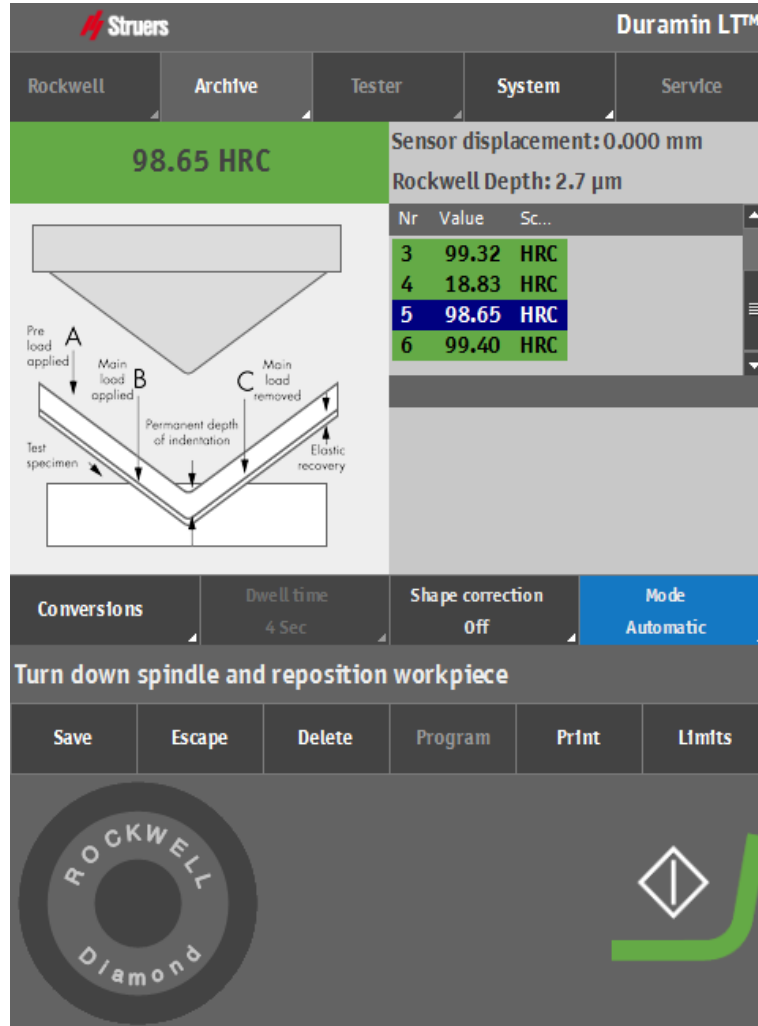 Struers
Duramin LT™
Rockwell
Archive
Tester
System
Service
98.65 HRC
Sensor displacement: 0.000 mm
Rockwell Depth: 2.7 µm
Nr Value Sc...
3 99.32 HRC
4 18.83 HRC
5 98.65 HRC
6 99.40 HRC
Pre
load
applied
A
Main
load
applied
B
C
Main
load
removed
Permanent depth
of indentation
Test
specimen
Elastic
recovery
Conversions
Dwell time
4 Sec
Shape correction
Off
Mode
Automatic
Turn down spindle and reposition workpiece
Save
Escape
Delete
Program
Print
Limits
ROCKWELL
Diamond